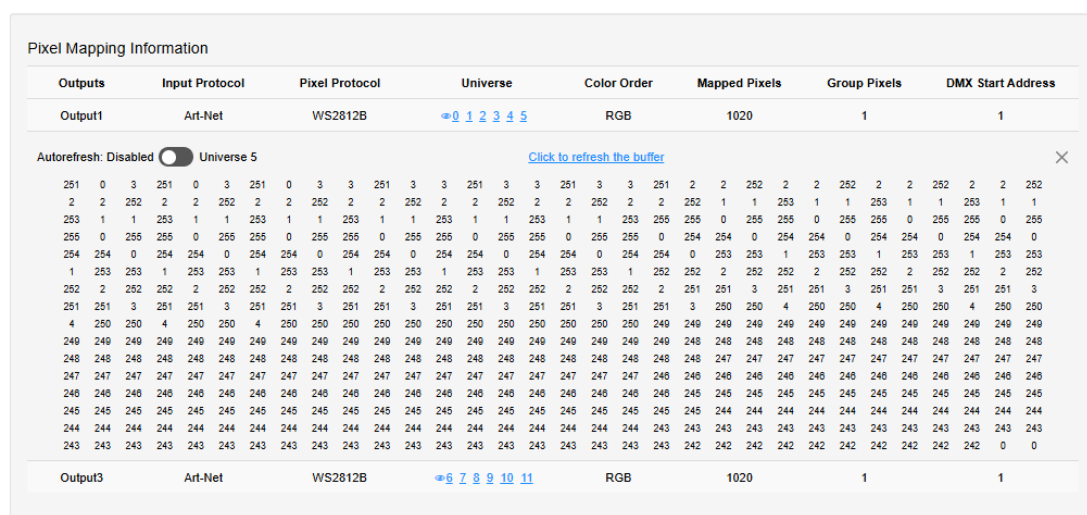 Pixel Mapping Information
Outputs Input Protocol Pixel Protocol Universe Color Order Mapped Pixels Group Pixels DMX Start Address
Output1 Art-Net WS2812B 0 1 2 3 4 5 RGB 1020 1 1
Autorefresh: Disabled Universe 5 Click to refresh the buffer
251 0 3 251 0 3 251 0 3 3 251 3 3 251 3 3 251 3 3 251 2 2 252 2 2 252 2 2 252 2 2 252
2 2 252 2 2 252 2 2 252 2 2 252 2 2 252 2 2 252 2 2 252 1 1 253 1 1 253 1 1 253 1 1
253 1 1 253 1 1 253 1 1 253 1 1 253 1 1 253 1 1 253 255 255 0 255 255 0 255 255 0 255 255 0 255
255 0 255 255 0 255 255 0 255 255 0 255 255 0 255 255 0 255 255 0 254 254 0 254 254 0 254 254 0 254 254 0
254 254 0 254 254 0 254 254 0 254 254 0 254 254 0 254 254 0 254 254 0 253 253 1 253 253 1 253 253 1 253 253
1 253 253 1 253 253 1 253 253 1 253 253 1 253 253 1 253 253 1 252 252 2 252 252 2 252 252 2 252 252 2 252
252 2 252 252 2 252 252 2 252 252 2 252 252 2 252 252 2 252 252 2 251 251 3 251 251 3 251 251 3 251 251 3
251 251 3 251 251 3 251 251 3 251 251 3 251 251 3 251 251 3 251 251 3 250 250 4 250 250 4 250 250 4 250 250
4 250 250 4 250 250 4 250 250 250 250 250 250 250 250 250 250 250 250 249 249 249 249 249 249 249 249 249 249 249 249 249
249 249 249 249 249 249 249 249 249 249 249 249 249 249 249 249 249 249 249 249 248 248 248 248 248 248 248 248 248 248 248 248
248 248 248 248 248 248 248 248 248 248 248 248 248 248 248 248 248 248 248 248 248 247 247 247 247 247 247 247 247 247 247 247
247 247 247 247 247 247 247 247 247 247 247 247 247 247 247 247 247 247 247 246 246 246 246 246 246 246 246 246 246 246 246 246
246 246 246 246 246 246 246 246 246 246 246 246 246 246 246 246 246 246 246 246 245 245 245 245 245 245 245 245 245 245 245 245
245 245 245 245 245 245 245 245 245 245 245 245 245 245 245 245 245 245 245 245 245 244 244 244 244 244 244 244 244 244 244 244
244 244 244 244 244 244 244 244 244 244 244 244 244 244 244 244 244 244 244 243 243 243 243 243 243 243 243 243 243 243 243 243
243 243 243 243 243 243 243 243 243 243 243 243 243 243 243 243 243 243 243 243 242 242 242 242 242 242 242 242 242 242 0 0
Output3 Art-Net WS2812B 6 7 8 9 10 11 RGB 1020 1 1